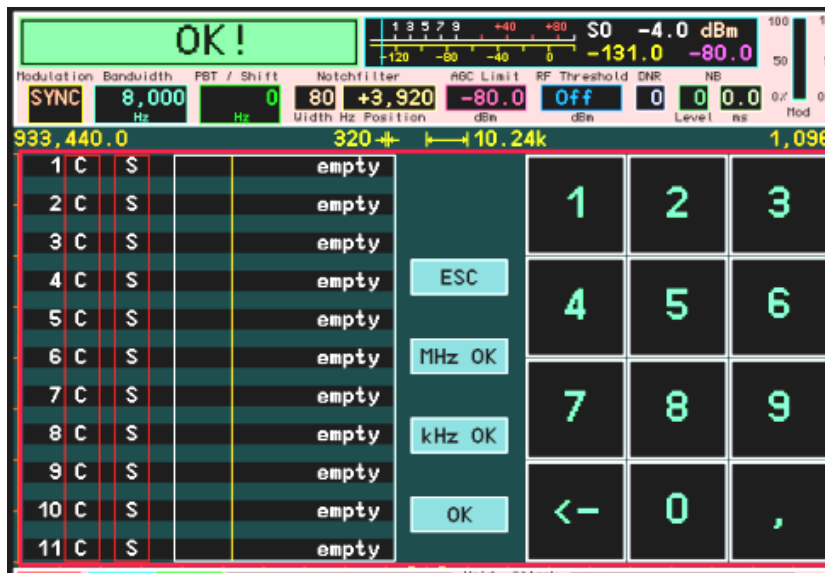 OK!
1 3 5 7 9 +40 +80 S0 -4.0 dBm
-120 -80 -40 0 -131.0 -80.0
100
50
0%
Mod
Modulation Bandwidth PBT / Shift Notchfilter AGC Limit RF Threshold DNR NB
SYNC 8,000 0 80 +3,920 -80.0 Off 0 0 0.0
Hz Hz Width Hz Position dBm dBm Level ms
933,440.0 320 10.24k 1,096
1 C S empty
2 C S empty
3 C S empty
4 C S empty
5 C S empty
6 C S empty
7 C S empty
8 C S empty
9 C S empty
10 C S empty
11 C S empty
ESC
MHz OK
kHz OK
OK
1 2 3
4 5 6
7 8 9
<- 0 ,